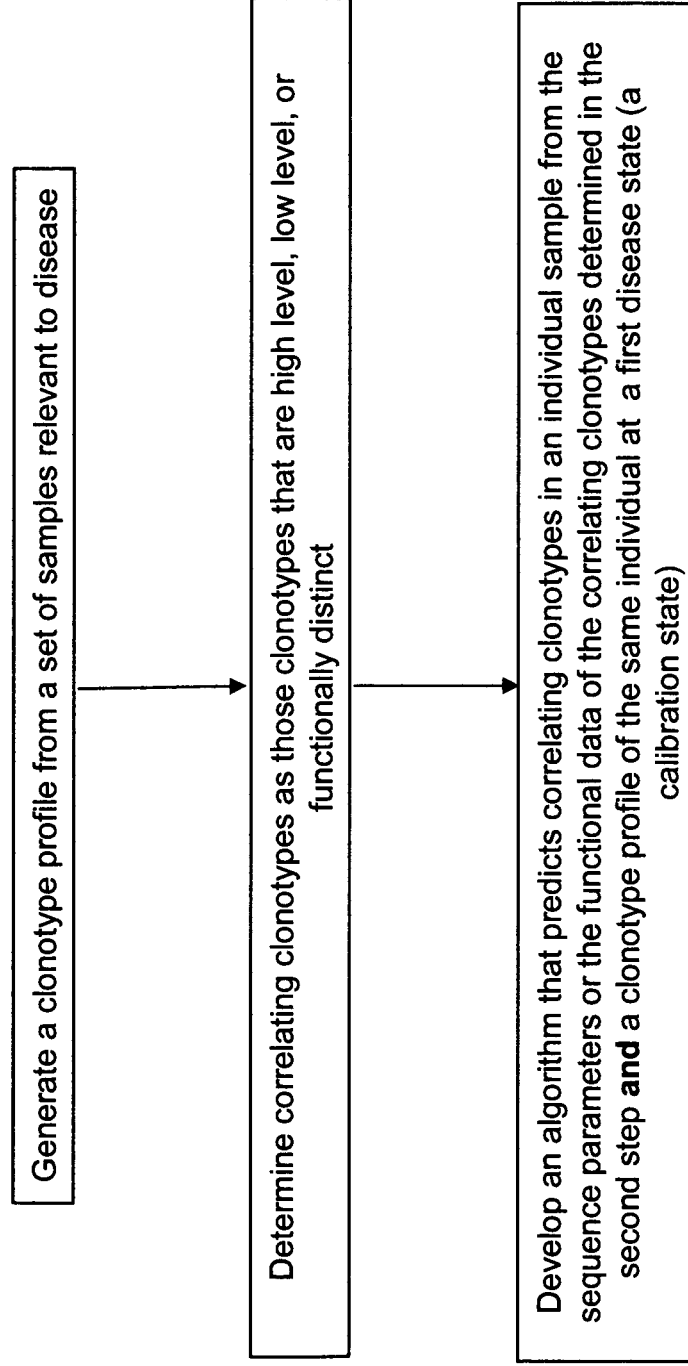 Generate a clonotype profile from a set of samples relevant to disease
Determine correlating clonotypes as those clonotypes that are high level, low level, or
functionally distinct
Develop an algorithm that predicts correlating clonotypes in an individual sample from the
sequence parameters or the functional data of the correlating clonotypes determined in the
second step and a clonotype profile of the same individual at a first disease state (a
calibration state)